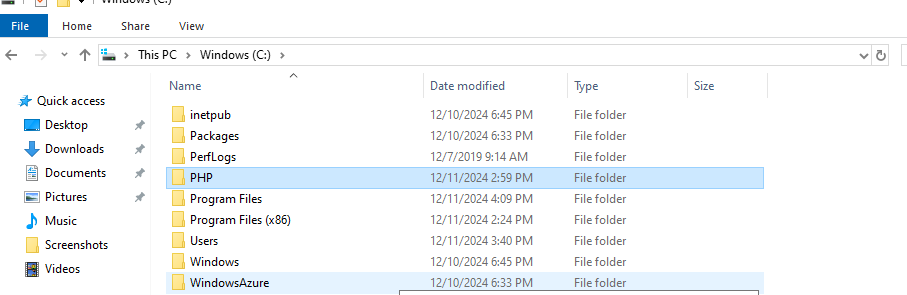 Windows (C:)
File Home Share View
This PC Windows (C:)
Name Date modified Type Size
Quick access
Desktop
Downloads
Documents
Pictures
Music
Screenshots
Videos
inetpub 12/10/2024 6:45 PM File folder
Packages 12/10/2024 6:33 PM File folder
PerfLogs 12/7/2019 9:14 AM File folder
PHP 12/11/2024 2:59 PM File folder
Program Files 12/11/2024 4:09 PM File folder
Program Files (x86) 12/11/2024 2:24 PM File folder
Users 12/11/2024 3:40 PM File folder
Windows 12/10/2024 6:45 PM File folder
WindowsAzure 12/10/2024 6:33 PM File folder